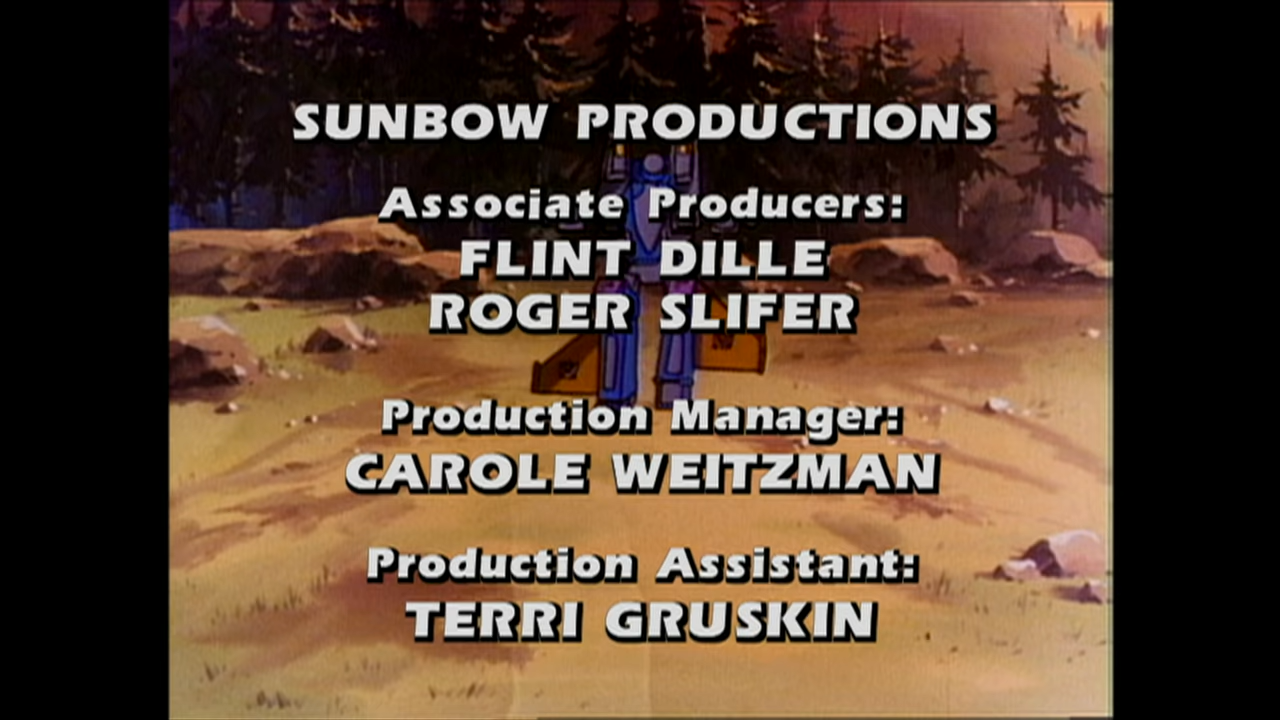 SUNBOW PRODUCTIONS
Associate Producers:
FLINT DILLE
ROGER SLIFER
Production Manager:
CAROLE WEITZMAN
Production Assistant:
TERRI GRUSKIN